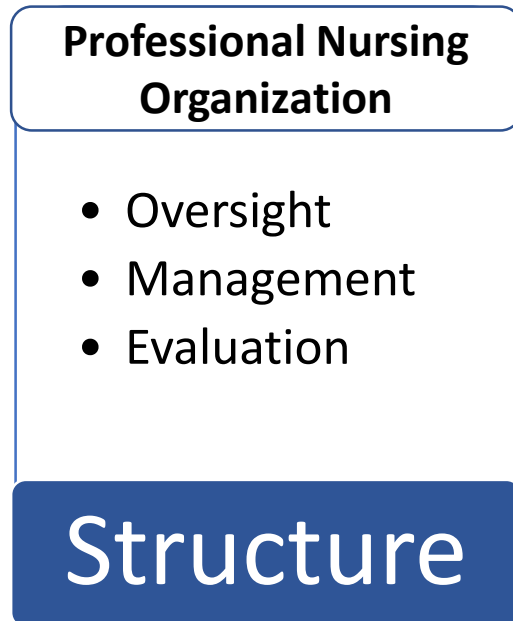 Professional Nursing
Organization
• Oversight
• Management
• Evaluation
Structure